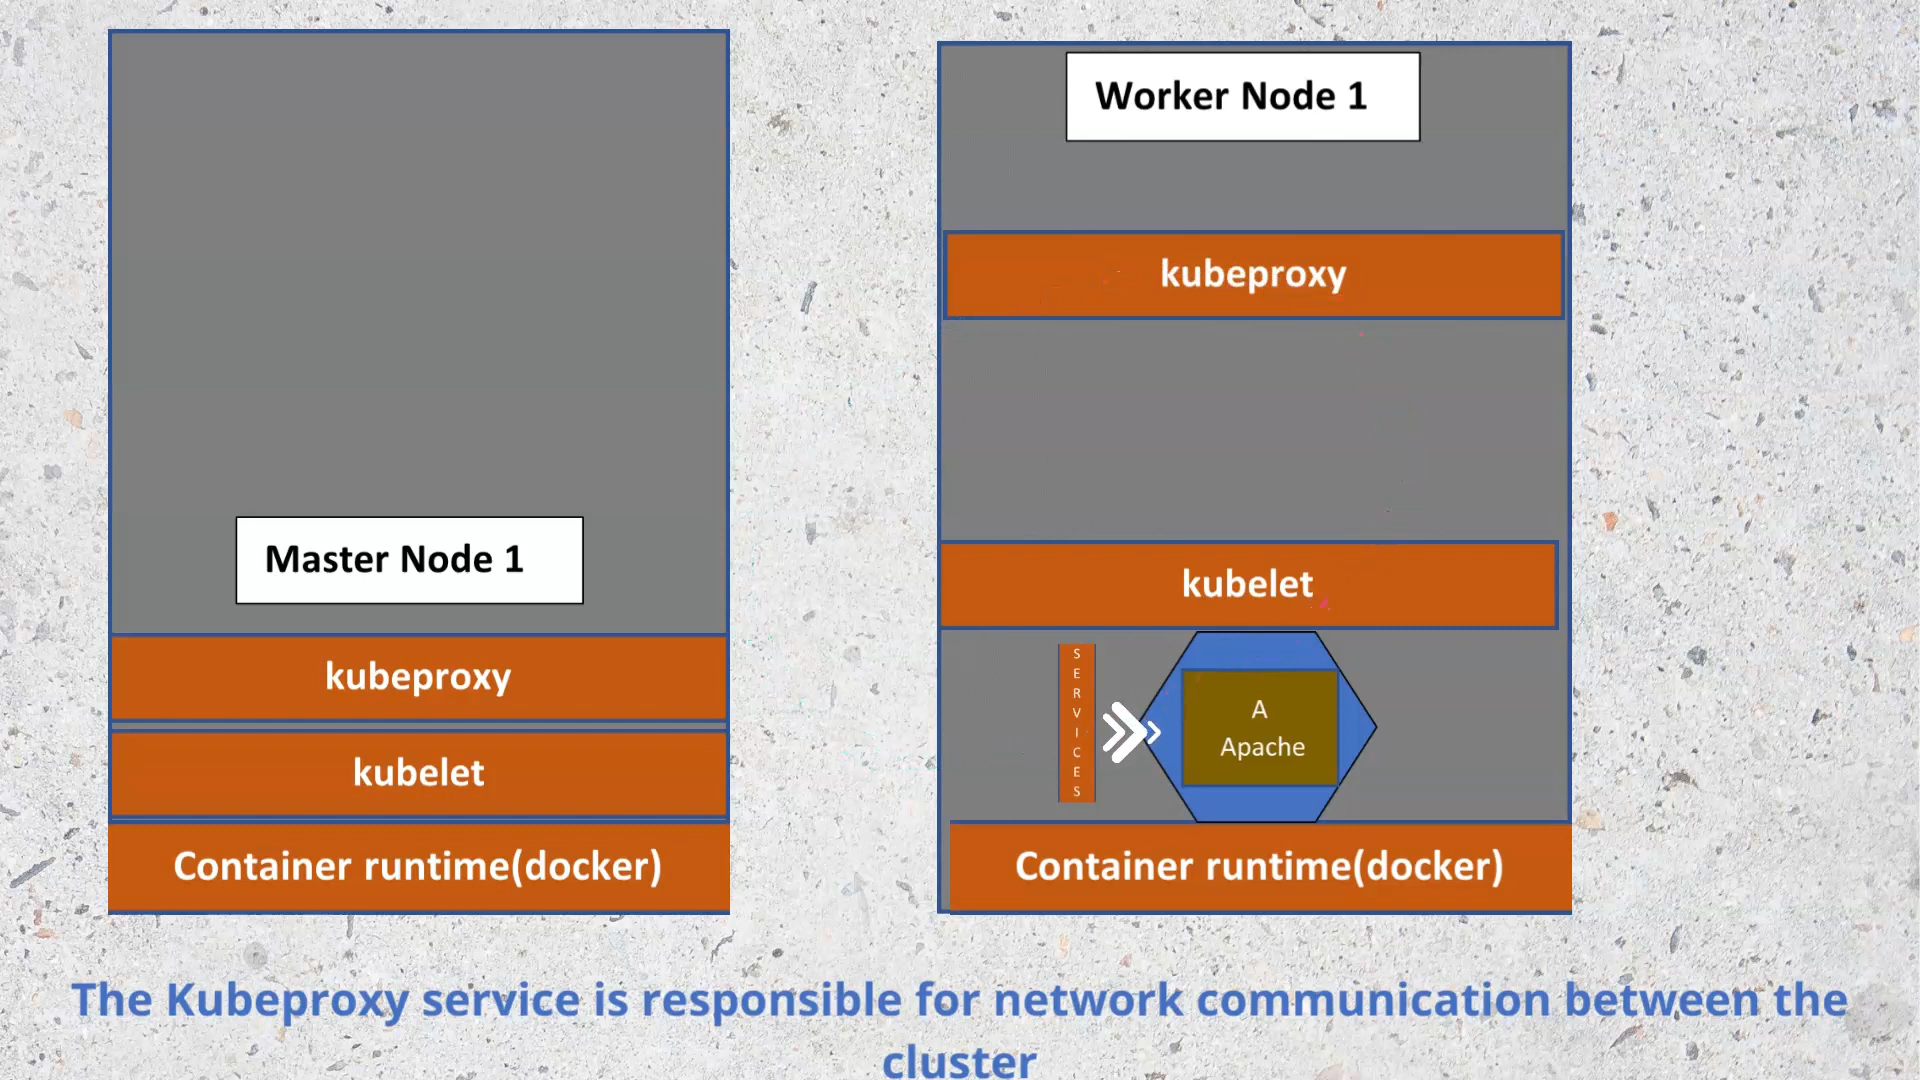 Master Node 1
kubeproxy
kubelet
Container runtime(docker)
Worker Node 1
kubeproxy
kubelet
SERVICES
A
Apache
Container runtime(docker)
The Kubeproxy service is responsible for network communication between the
cluster